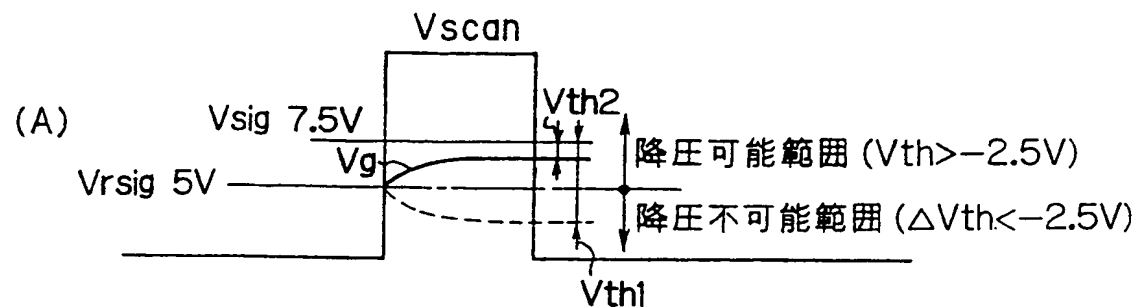 Vscan
(A)
Vsig 7.5V
Vth2
Vg
降圧可能範囲 (Vth>-2.5V)
Vrsig 5V
降圧不可能範囲 (△Vth<-2.5V)
Vth1